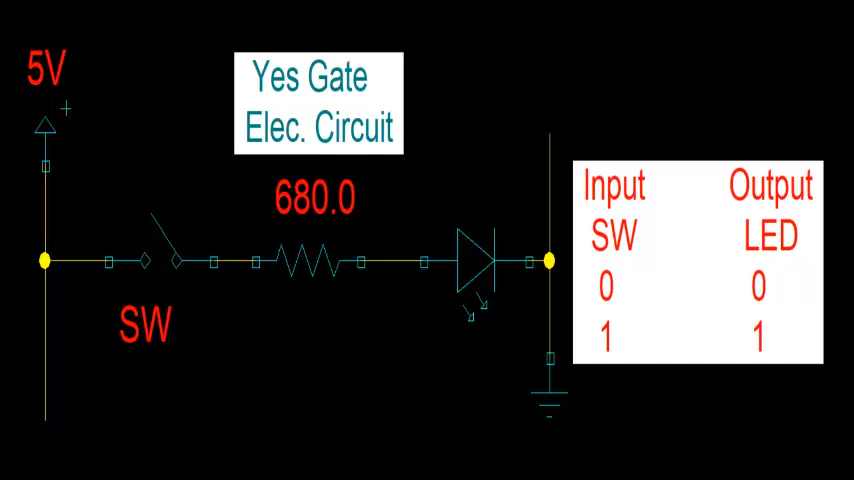 5V
+
Yes Gate
Elec. Circuit
680.0
SW
Input Output
SW LED
0 0
1 1